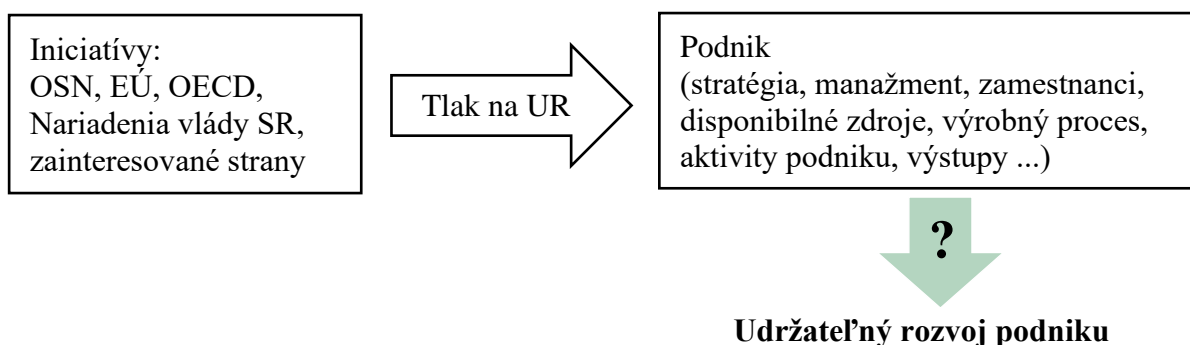 Iniciatívy:
OSN, EÚ, OECD,
Nariadenia vlády SR,
zainteresované strany
Tlak na UR
Podnik
(stratégia, manažment, zamestnanci,
disponibilné zdroje, výrobný proces,
aktivity podniku, výstupy ...)
?
Udržateľný rozvoj podniku